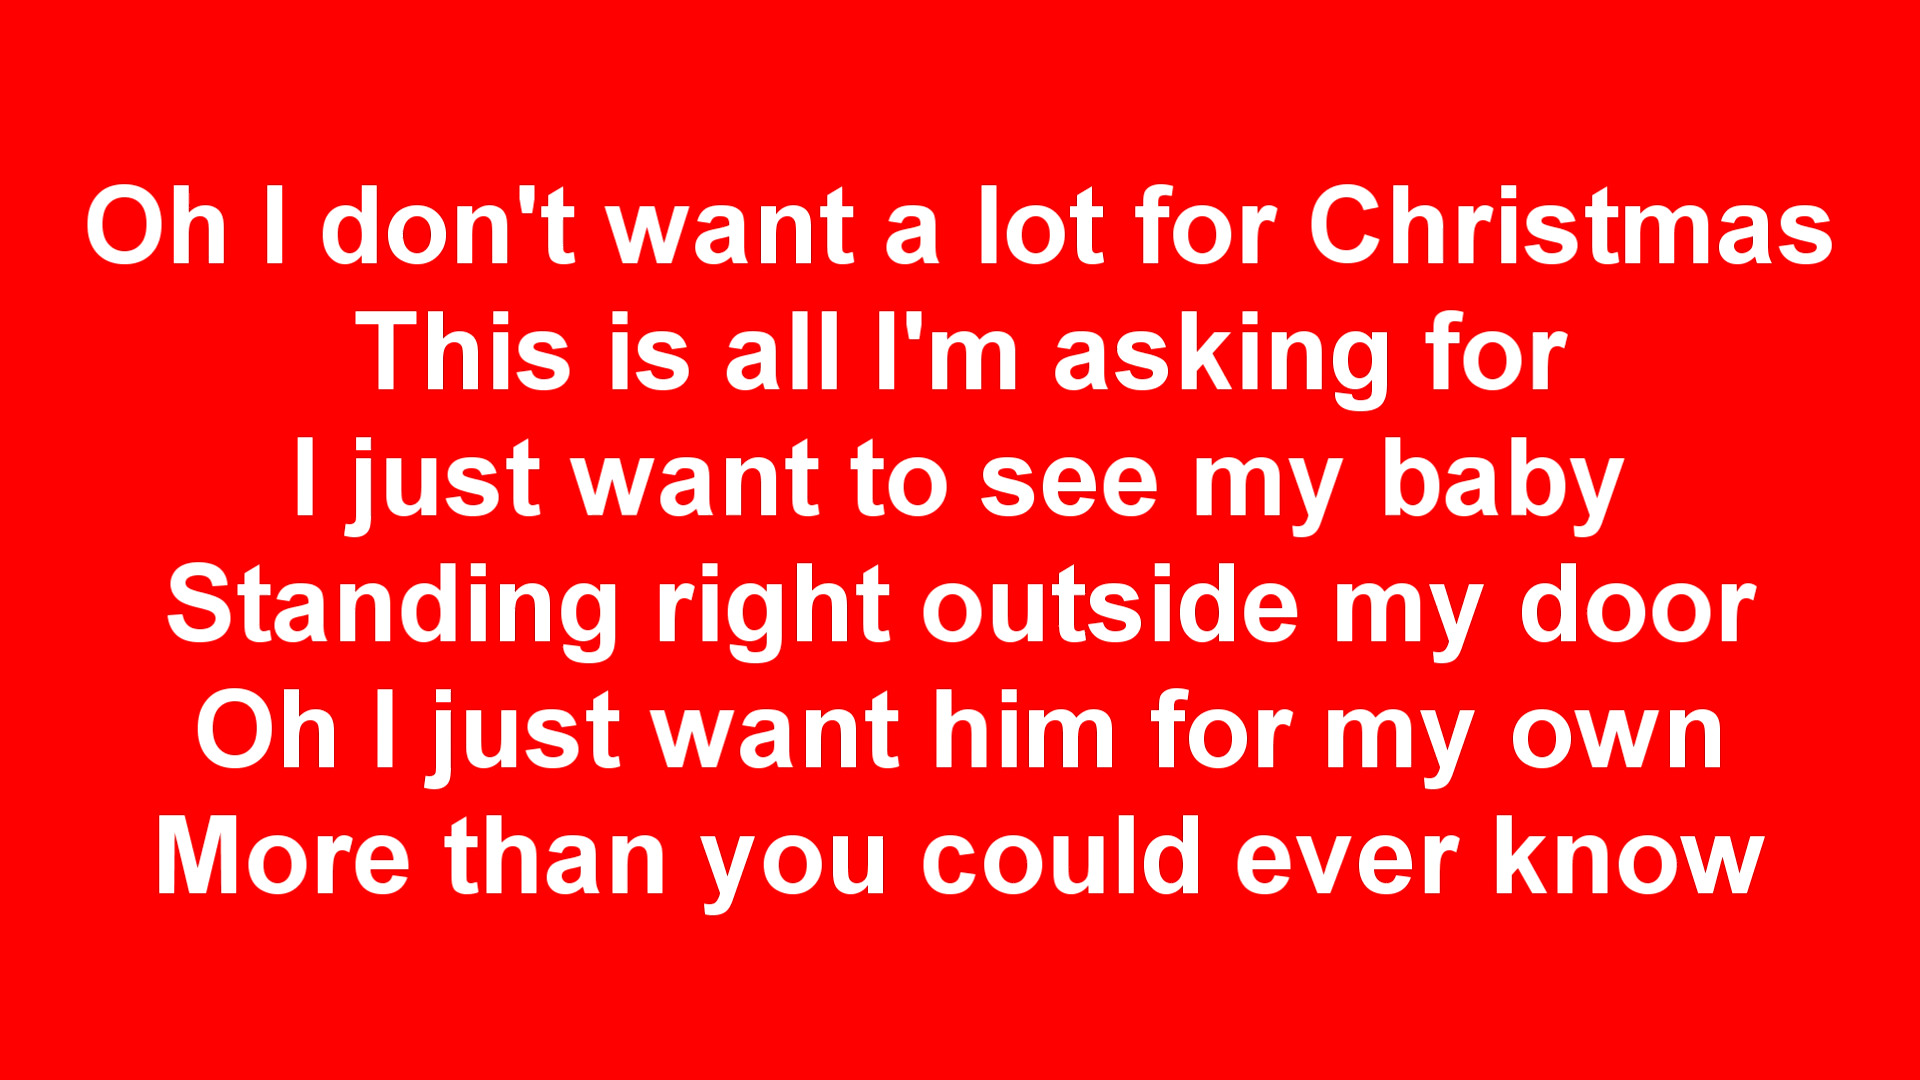 Oh I don't want a lot for Christmas
This is all I'm asking for
I just want to see my baby
Standing right outside my door
Oh I just want him for my own
More than you could ever know